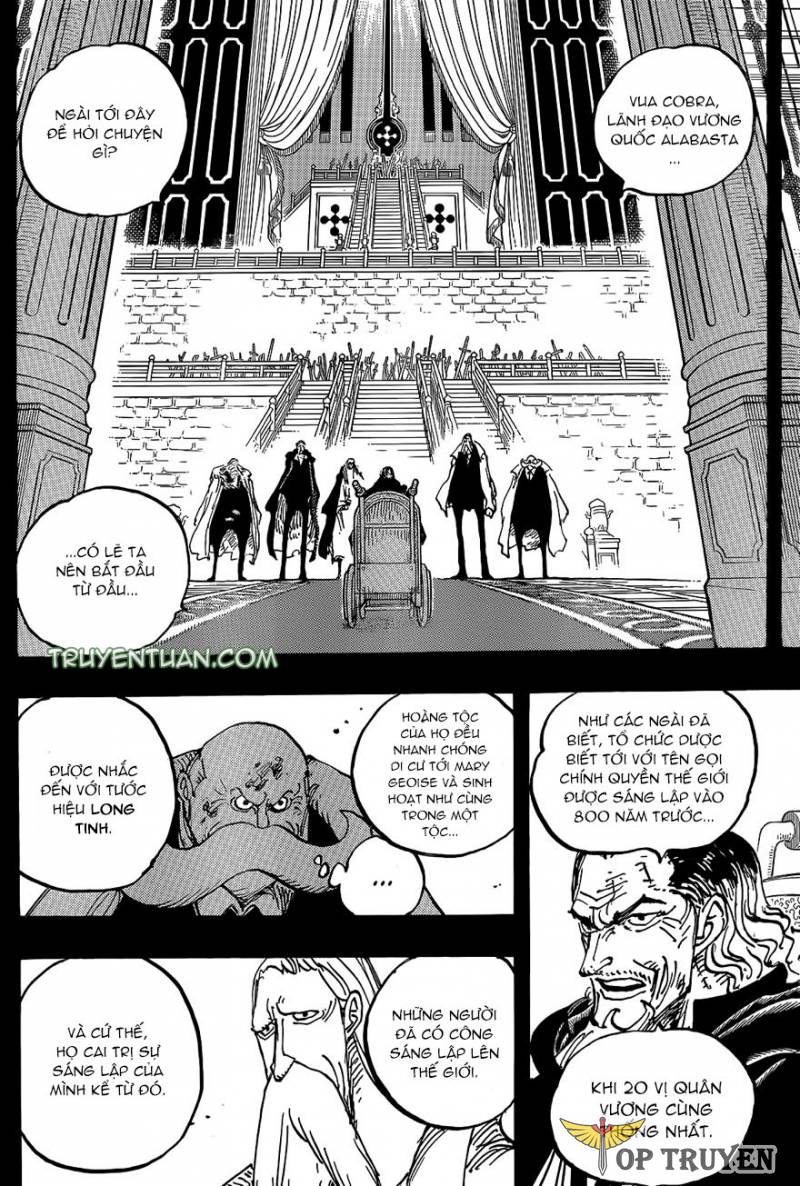 VUA COBRA,
LÃNH ĐẠO VƯƠNG
QUỐC ALABASTA
...
NGÀI TỚI ĐÂY
ĐỂ HỎI CHUYỆN
GÌ?
...CÓ LẼ TA
NÊN BẮT ĐẦU
TỪ ĐẦU...
TRUYENTUAN.COM
NHƯ CÁC NGÀI ĐÃ
BIẾT, TỔ CHỨC ĐƯỢC
BIẾT TỚI VỚI TÊN GỌI
CHÍNH QUYỀN THẾ GIỚI
ĐƯỢC SÁNG LẬP VÀO
800 NĂM TRƯỚC...
KHI 20 VỊ QUÂN
VƯƠNG CÙNG
NHẤT.
HOÀNG TỘC
CỦA HỌ ĐỀU
NHANH CHÓNG
DI CƯ TỚI MARY
GEOISE VÀ SINH
HOẠT NHƯ CÙNG
TRONG MỘT
TỘC...
...
ĐƯỢC NHẮC
ĐẾN VỚI TƯỚC
HIỆU LONG
TINH.
NHỮNG NGƯỜI
ĐÃ CÓ CÔNG
SÁNG LẬP LÊN
THẾ GIỚI.
VÀ CỨ THẾ,
HỌ CAI TRỊ SỰ
SÁNG LẬP CỦA
MÌNH KỂ TỪ ĐÓ.
TOP TRUYEN